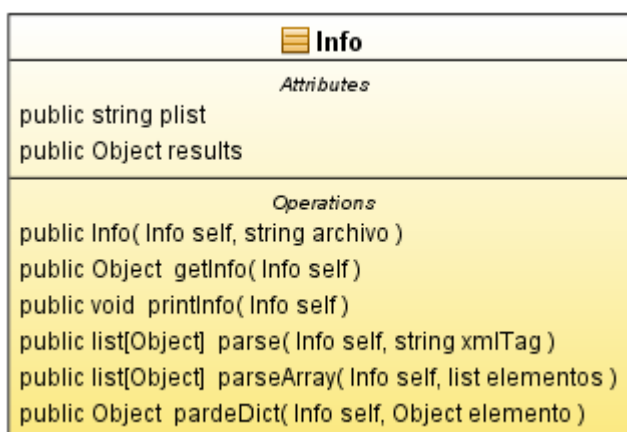 Info
Attributes
public string plist
public Object results
Operations
public Info( Info self, string archivo )
public Object getInfo( Info self )
public void printInfo( Info self )
public list[Object] parse( Info self, string xmlTag )
public list[Object] parseArray( Info self, list elementos )
public Object pardeDict( Info self, Object elemento )